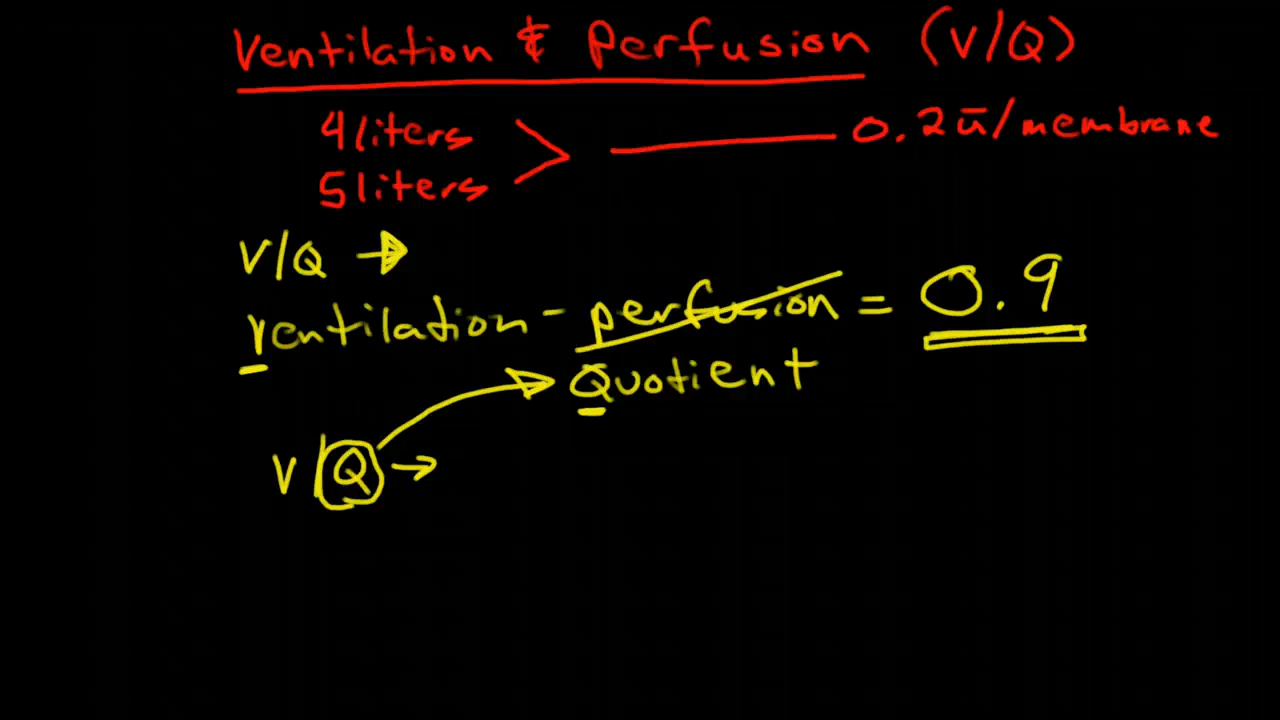 Ventilation & Perfusion (V/Q)
4 liters
5 liters
0.2ū/membrane
V/Q →
ventilation - perfusion = 0.9
Quotient
V/Q →